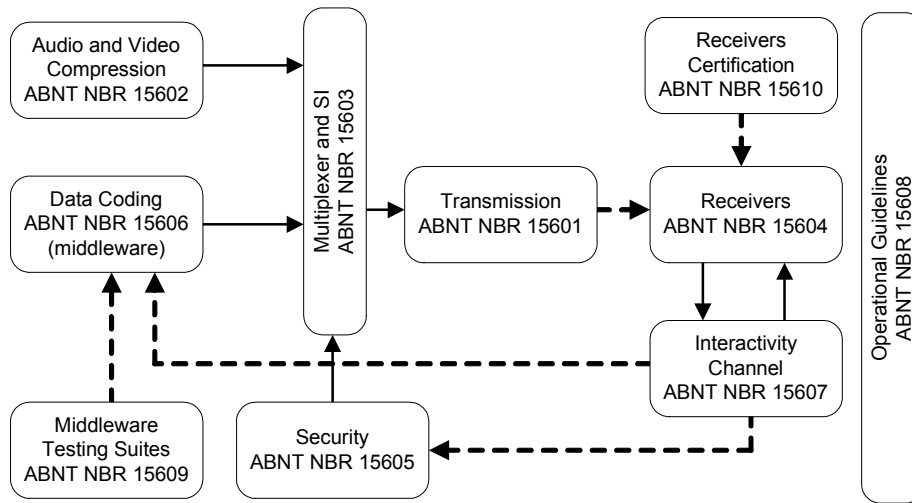 Audio and Video
Compression
ABNT NBR 15602
Multiplexer and SI
ABNT NBR 15603
Receivers
Certification
ABNT NBR 15610
Data Coding
ABNT NBR 15606
(middleware)
Transmission
ABNT NBR 15601
Receivers
ABNT NBR 15604
Operational Guidelines
ABNT NBR 15608
Interactivity
Channel
ABNT NBR 15607
Middleware
Testing Suites
ABNT NBR 15609
Security
ABNT NBR 15605